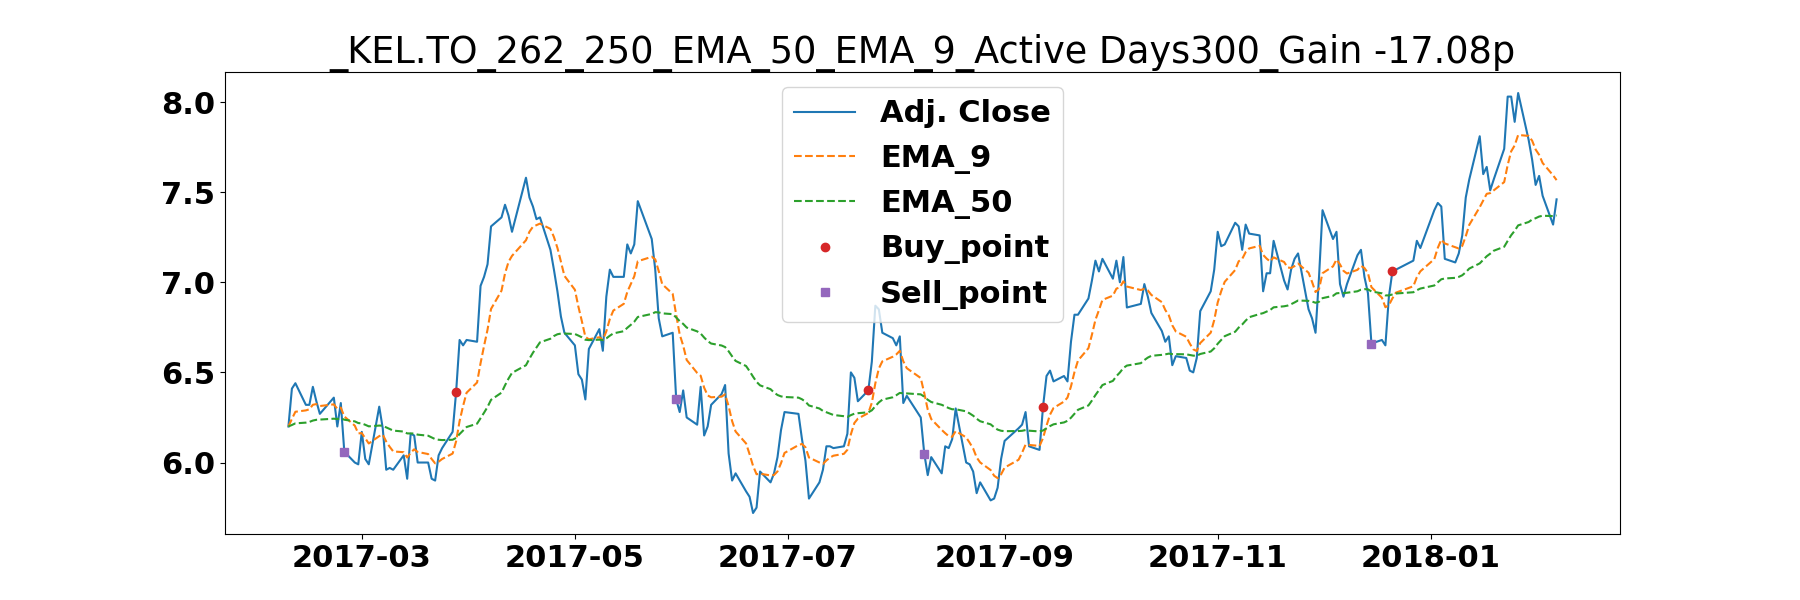 _KEL.TO_262_250_EMA_50_EMA_9_Active Days300_Gain -17.08p
8.0
7.5
7.0
6.5
6.0
Adj. Close
EMA_9
EMA_50
Buy_point
Sell_point
2017-03 2017-05 2017-07 2017-09 2017-11 2018-01